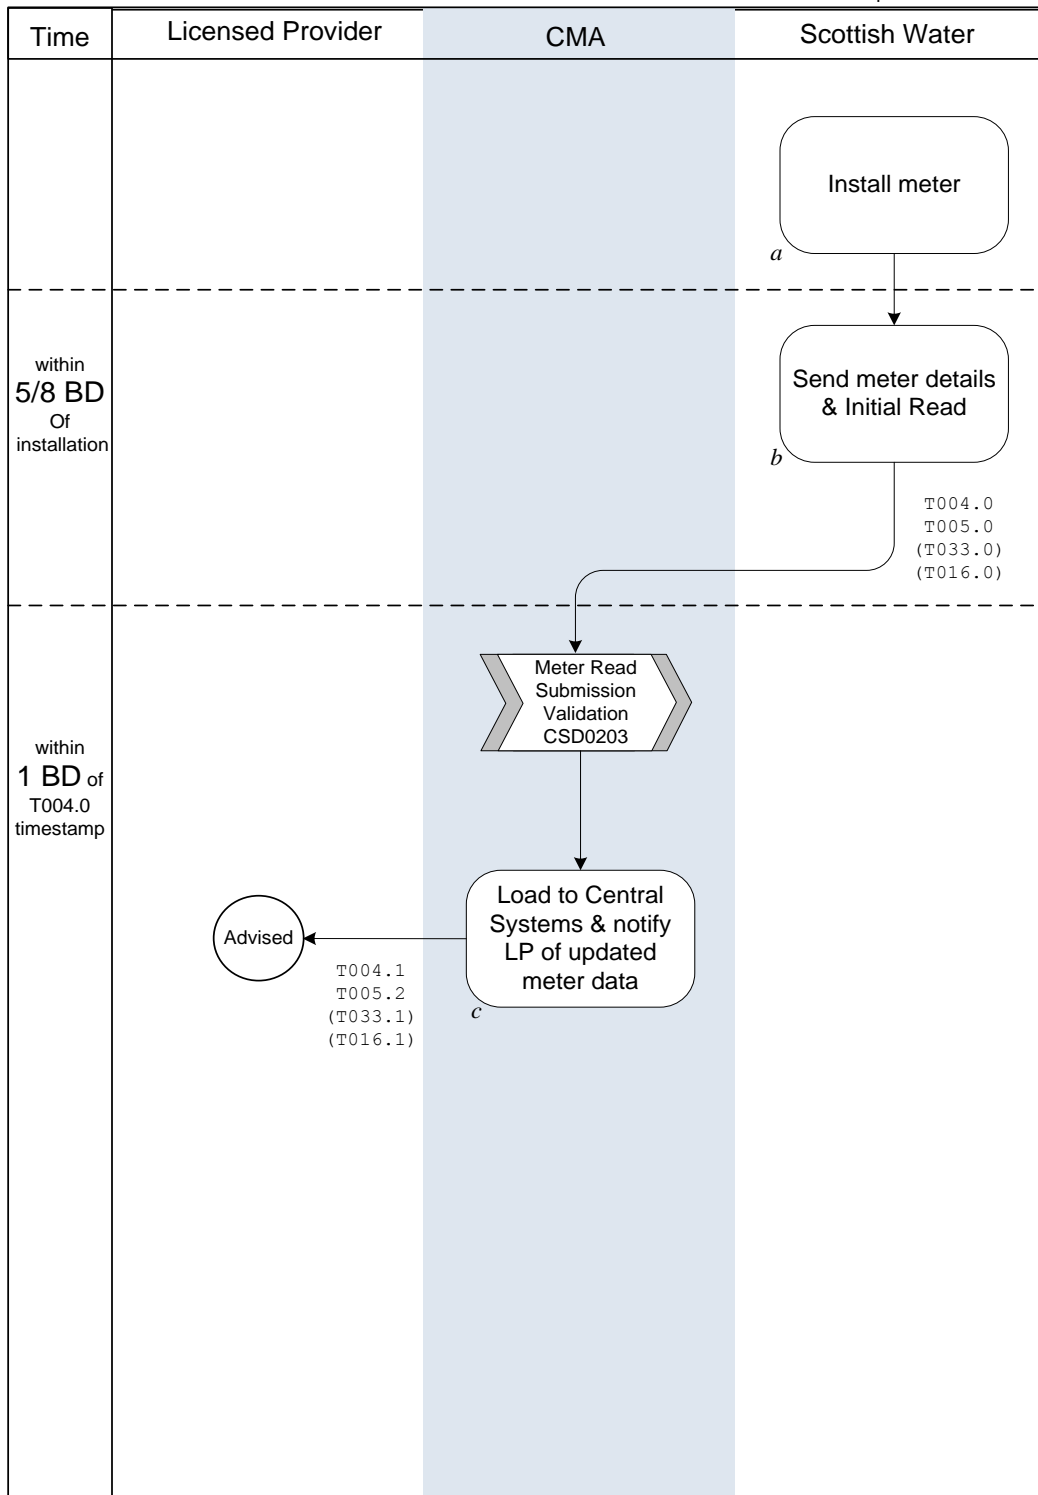 Time
Licensed Provider
CMA
Scottish Water
Install meter
a
within
5/8 BD
Of
installation
Send meter details
& Initial Read
b
T004.0
T005.0
(T033.0)
(T016.0)
Meter Read
Submission
Validation
CSD0203
within
1 BD of
T004.0
timestamp
Load to Central
Systems & notify
LP of updated
meter data
c
Advised
T004.1
T005.2
(T033.1)
(T016.1)